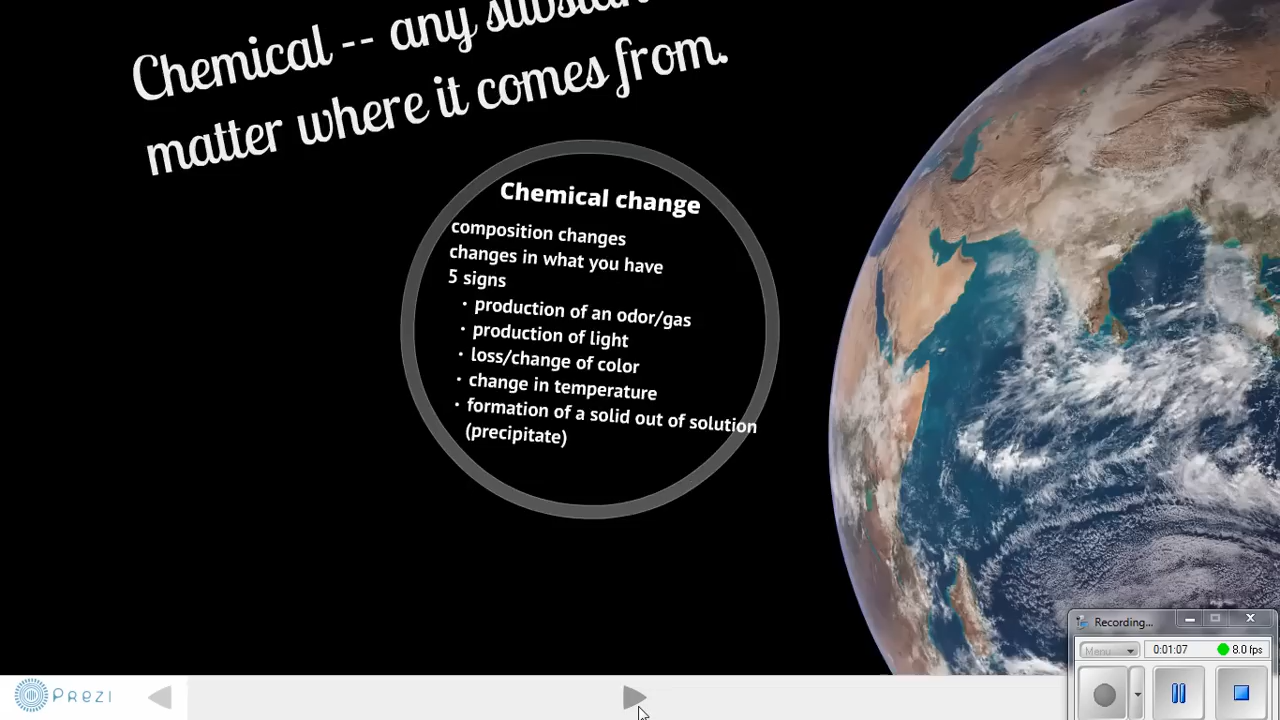 Chemical -- any
matter where it comes from.
Chemical change
composition changes
changes in what you have
5 signs
• production of an odor/gas
• production of light
• loss/change of color
• change in temperature
• formation of a solid out of solution
(precipitate)
Recording...
Menu
0:01:07
8.0 fps
Prezi